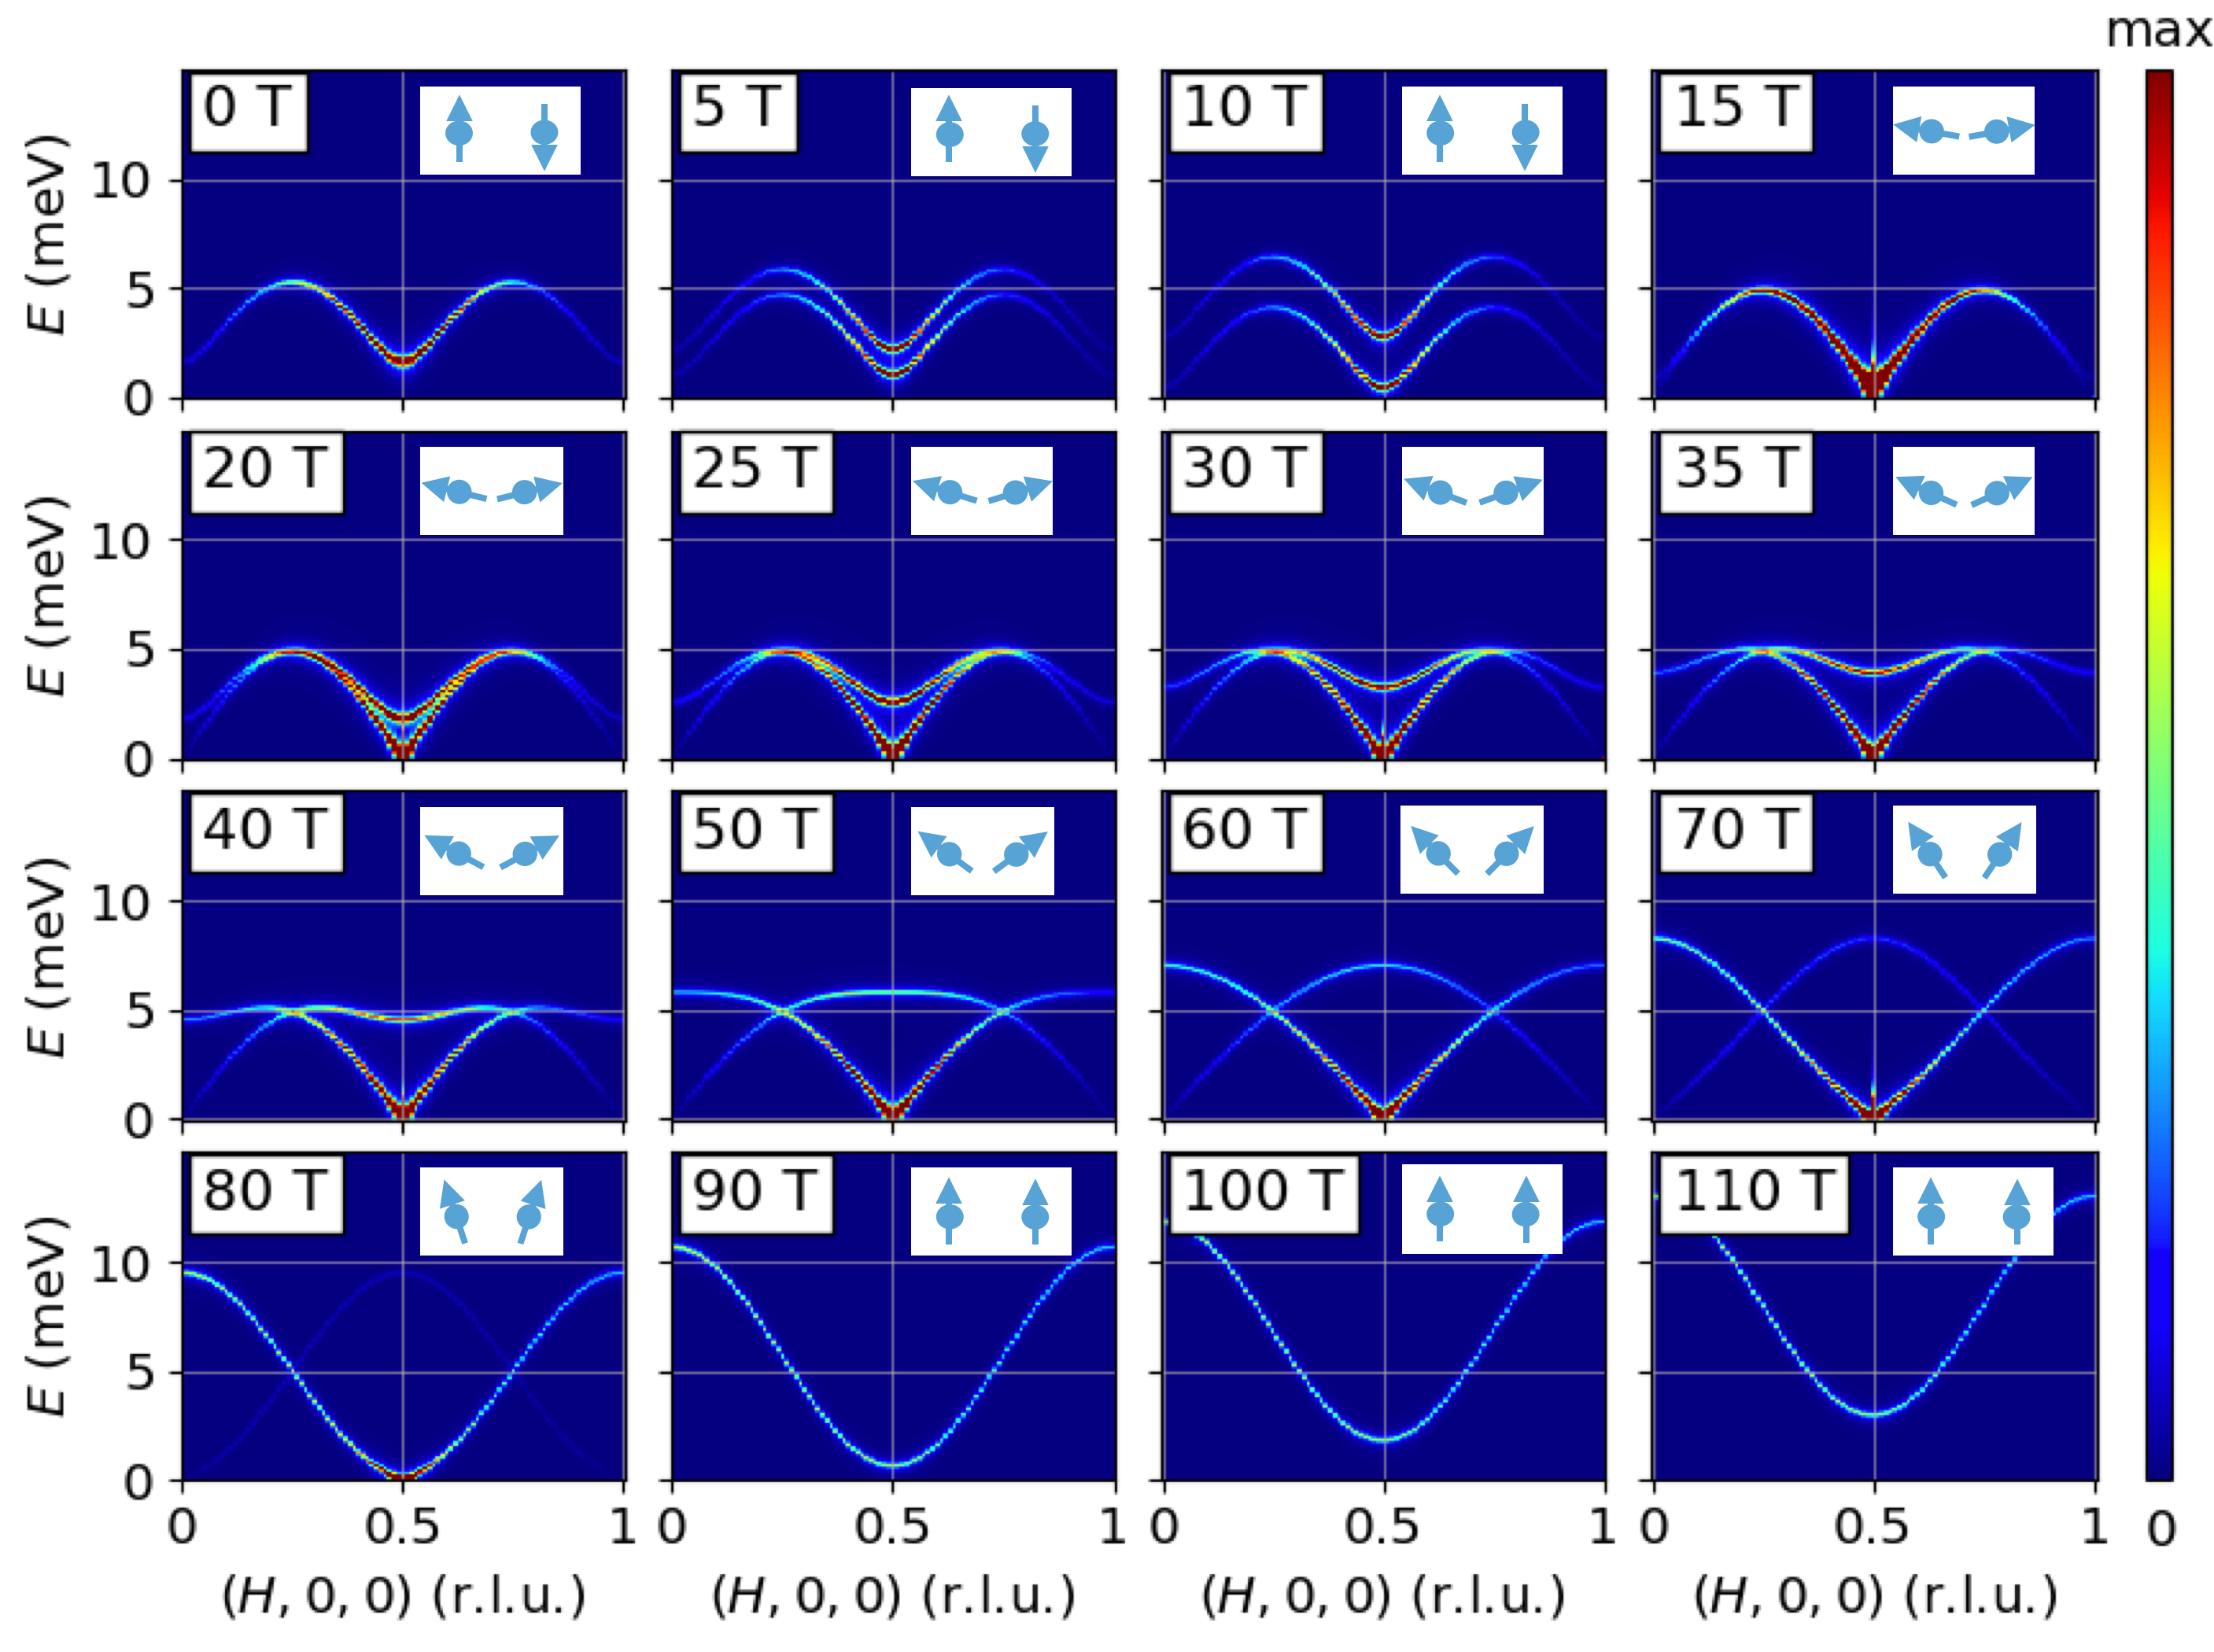 max
0 T
5 T
10 T
15 T
E (meV)
10
5
0
20 T
25 T
30 T
35 T
E (meV)
10
5
0
40 T
50 T
60 T
70 T
E (meV)
10
5
0
80 T
90 T
100 T
110 T
E (meV)
10
5
0
0 0.5 1 0 0.5 1 0 0.5 1 0 0.5 1 0
(H, 0, 0) (r.l.u.) (H, 0, 0) (r.l.u.) (H, 0, 0) (r.l.u.) (H, 0, 0) (r.l.u.)